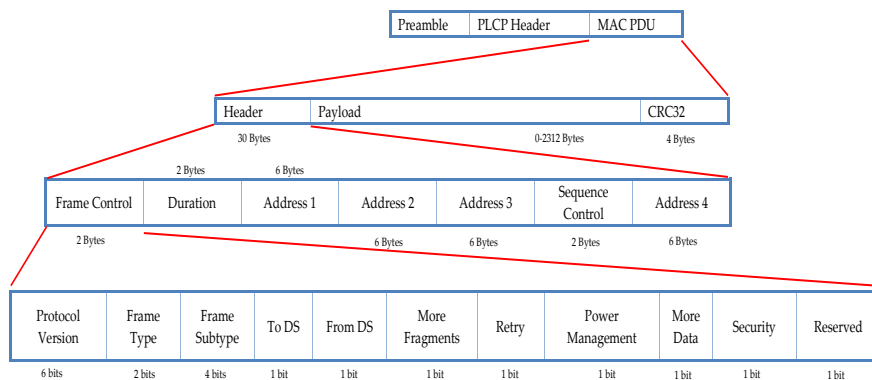 Preamble PLCP Header MAC PDU
Header Payload CRC32
30 Bytes 0-2312 Bytes 4 Bytes
2 Bytes 6 Bytes
Frame Control Duration Address 1 Address 2 Address 3 Sequence Control Address 4
2 Bytes 6 Bytes 6 Bytes 2 Bytes 6 Bytes
Protocol Version Frame Type Frame Subtype To DS From DS More Fragments Retry Power Management More Data Security Reserved
6 bits 2 bits 4 bits 1 bit 1 bit 1 bit 1 bit 1 bit 1 bit 1 bit 1 bit